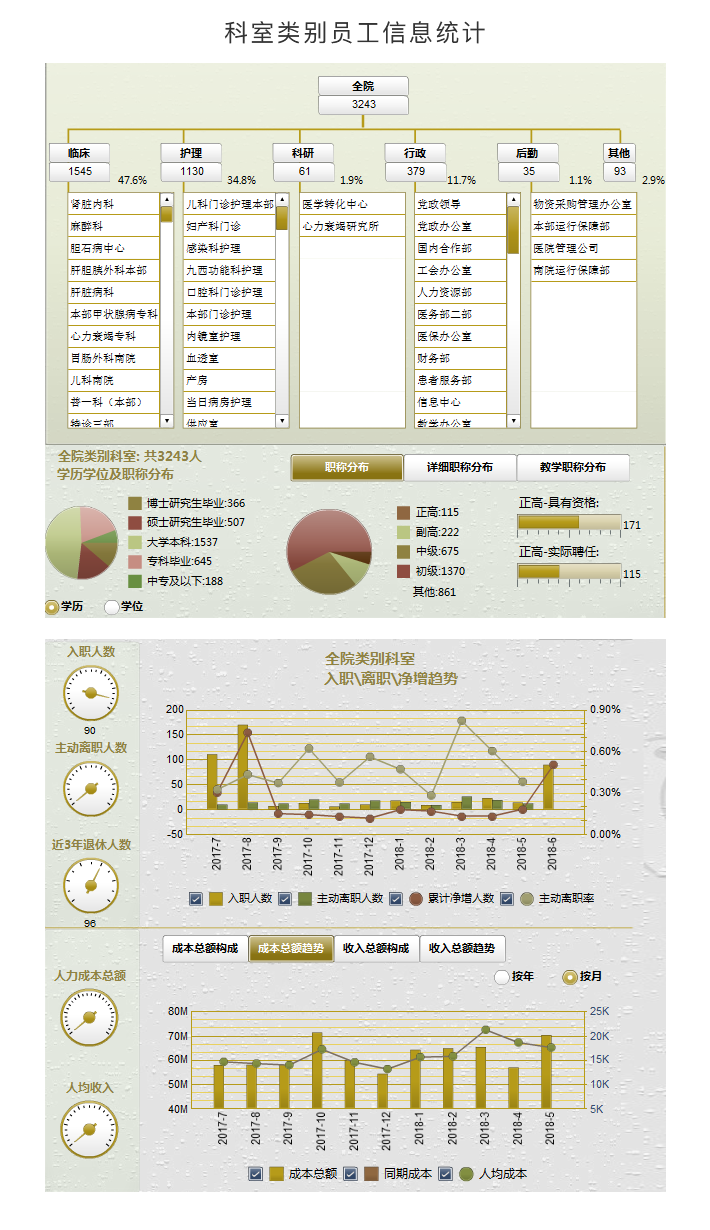 科室类别员工信息统计
全院
3243
临床 护理 科研 行政 后勤 其他
1545 1130 61 379 35 93
47.6% 34.8% 1.9% 11.7% 1.1% 2.9%
肾脏内科 儿科门诊护理本部 医学转化中心 党政领导 物资采购管理办公室
麻醉科 妇产科门诊 心力衰竭研究所 党政办公室 本部运行保障部
胆石病中心 感染科护理 国内合作部 医院管理公司
肝胆胰外科本部 九西功能科护理 工会办公室 南院运行保障部
肝脏病科 口腔科门诊护理 人力资源部
本部甲状腺病专科 本部门诊护理 医务部二部
心力衰竭专科 内镜室护理 医保办公室
胃肠外科南院 血透室 财务部
儿科南院 产房 患者服务部
普一科（本部） 当日病房护理 信息中心
特诊三部 供应室 教学办公室
全院类别科室: 共3243人
学历学位及职称分布
职称分布 详细职称分布 教学职称分布
博士研究生毕业:366
硕士研究生毕业:507
大学本科:1537
专科毕业:645
中专及以下:188
学历 学位
正高:115
副高:222
中级:675
初级:1370
其他:861
正高-具有资格:
171
正高-实际聘任:
115
入职人数
90
主动离职人数
近3年退休人数
96
全院类别科室
入职\离职\净增趋势
200 0.90%
150
100 0.60%
50 0.30%
0
-50 0.00%
2017-7 2017-8 2017-9 2017-10 2017-11 2017-12 2018-1 2018-2 2018-3 2018-4 2018-5 2018-6
入职人数 主动离职人数 累计净增人数 主动离职率
成本总额构成 成本总额趋势 收入总额构成 收入总额趋势
按年 按月
人力成本总额
人均收入
80M 25K
70M 20K
60M 15K
50M 10K
40M 5K
2017-7 2017-8 2017-9 2017-10 2017-11 2017-12 2018-1 2018-2 2018-3 2018-4 2018-5
成本总额 同期成本 人均成本